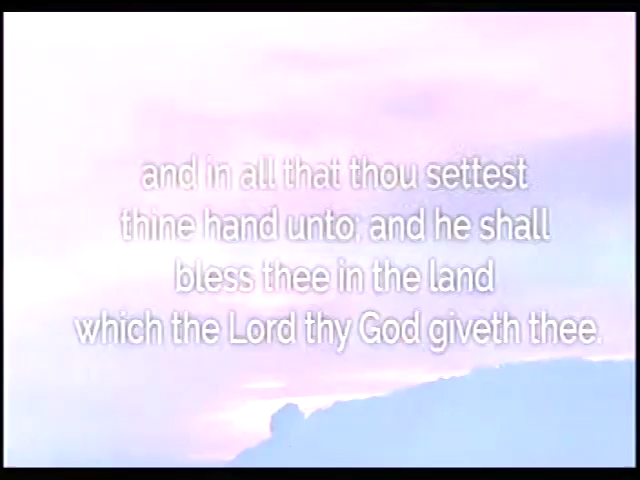 and in all that thou settest
thine hand unto; and he shall
bless thee in the land
which the Lord thy God giveth thee.